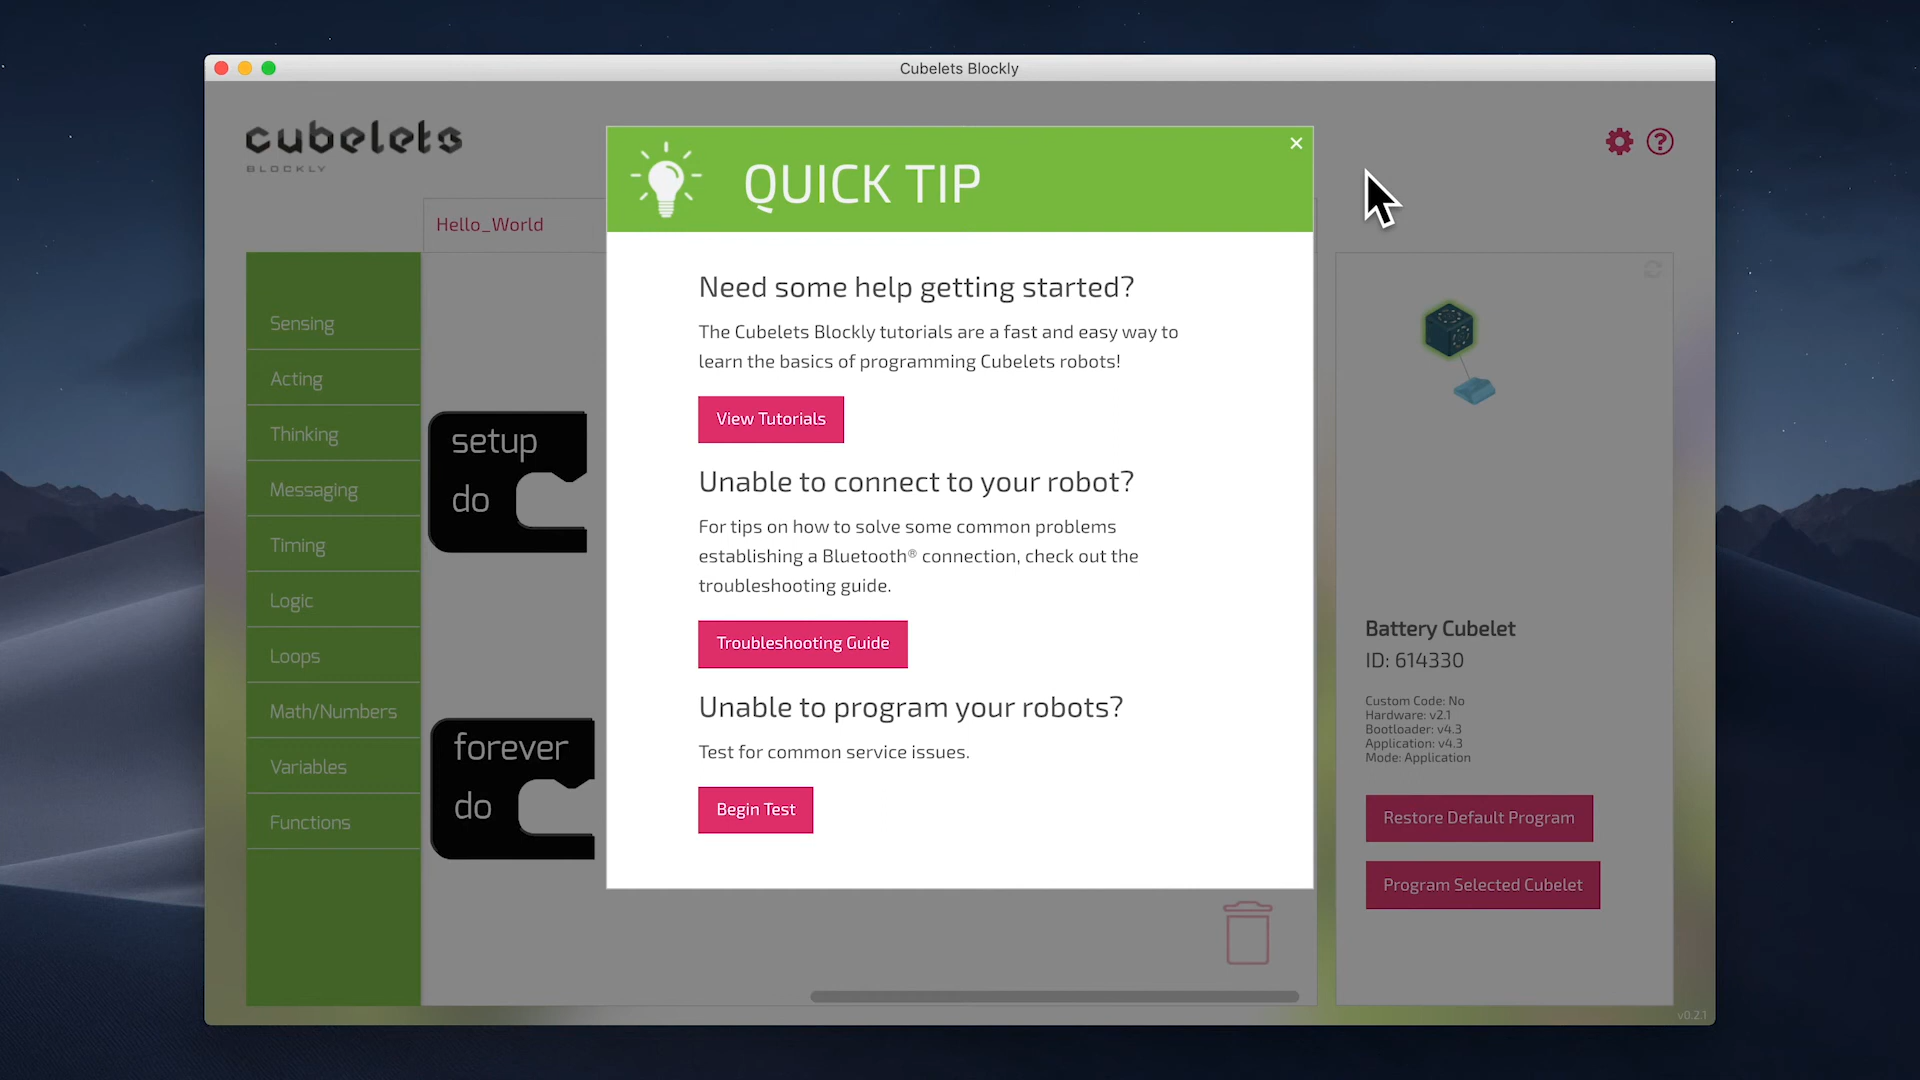 Cubelets Blockly
cubelets
BLOCKLY
Hello_World
Sensing
Acting
Thinking
Messaging
Timing
Logic
Loops
Math/Numbers
Variables
Functions
setup
do
forever
do
QUICK TIP
Need some help getting started?
The Cubelets Blockly tutorials are a fast and easy way to
learn the basics of programming Cubelets robots!
View Tutorials
Unable to connect to your robot?
For tips on how to solve some common problems
establishing a Bluetooth® connection, check out the
troubleshooting guide.
Troubleshooting Guide
Unable to program your robots?
Test for common service issues.
Begin Test
Battery Cubelet
ID: 614330
Custom Code: No
Hardware: v2.1
Bootloader: v4.3
Application: v4.3
Mode: Application
Restore Default Program
Program Selected Cubelet
v0.2.1